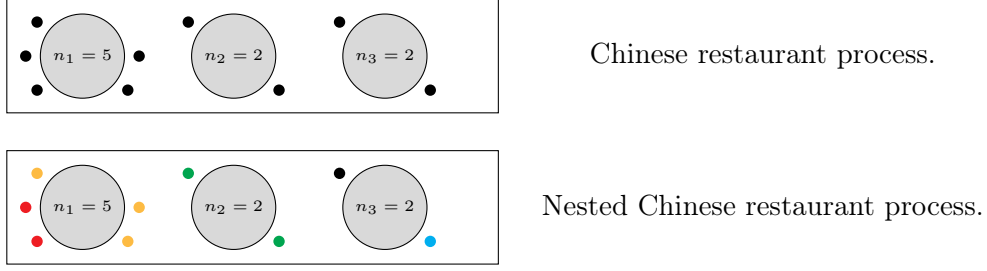 n₁ = 5 n₂ = 2 n₃ = 2 Chinese restaurant process.
n₁ = 5 n₂ = 2 n₃ = 2 Nested Chinese restaurant process.